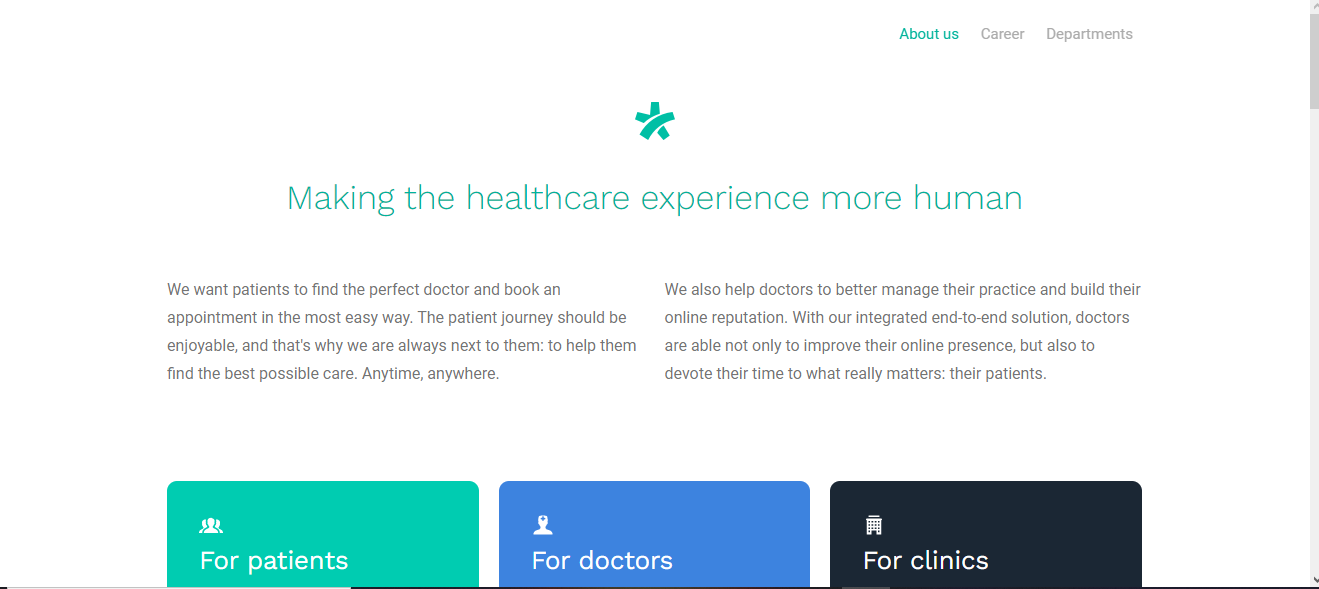 About us Career Departments
Making the healthcare experience more human
We want patients to find the perfect doctor and book an
appointment in the most easy way. The patient journey should be
enjoyable, and that's why we are always next to them: to help them
find the best possible care. Anytime, anywhere.
We also help doctors to better manage their practice and build their
online reputation. With our integrated end-to-end solution, doctors
are able not only to improve their online presence, but also to
devote their time to what really matters: their patients.
For patients
For doctors
For clinics